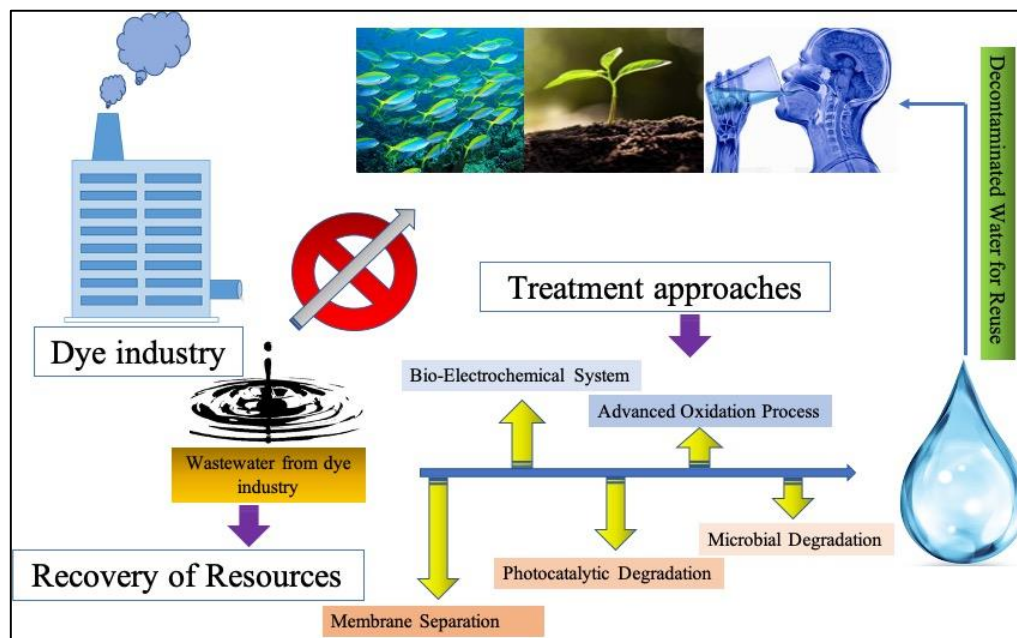 Decontaminated Water for Reuse
Treatment approaches
Dye industry
Bio-Electrochemical System
Advanced Oxidation Process
Wastewater from dye
industry
Microbial Degradation
Recovery of Resources
Photocatalytic Degradation
Membrane Separation